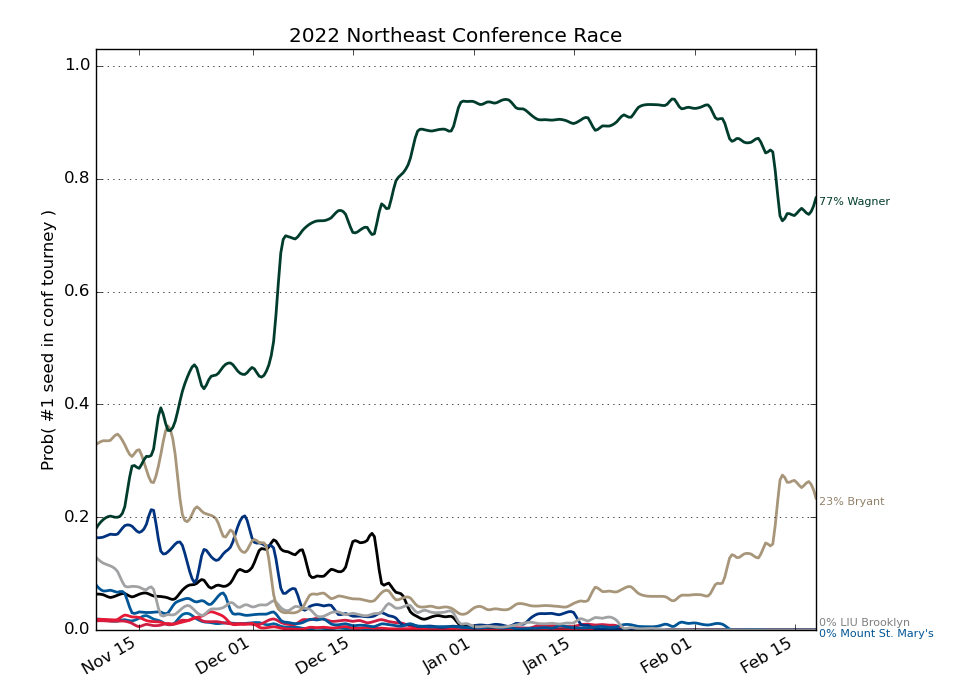 2022 Northeast Conference Race
Prob( #1 seed in conf tourney )
1.0
0.8
0.6
0.4
0.2
0.0
77% Wagner
23% Bryant
0% LIU Brooklyn
0% Mount St. Mary's
Nov 15
Dec 01
Dec 15
Jan 01
Jan 15
Feb 01
Feb 15